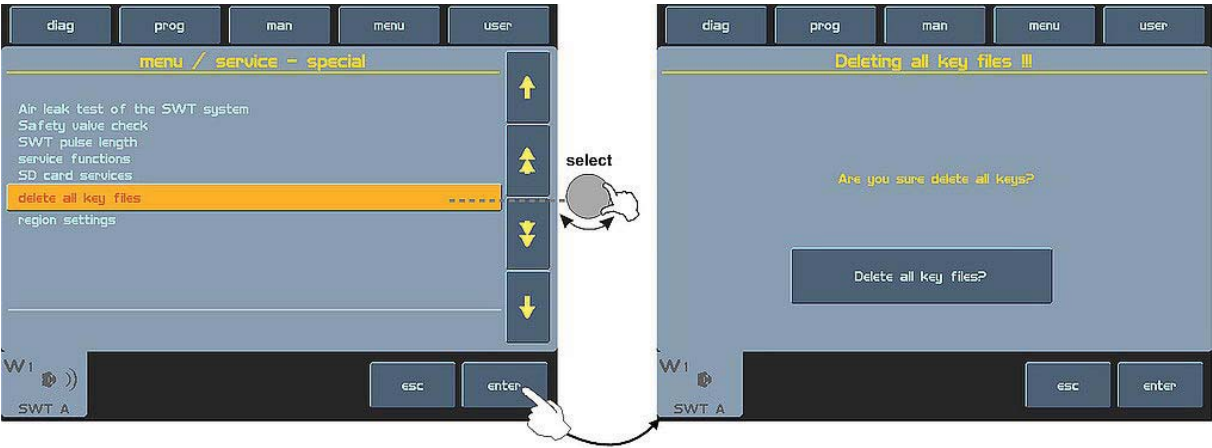 diag prog man menu user
menu / service - special
Air leak test of the SWT system
Safety valve check
SWT pulse length
service functions
SD card services
delete all key files
region settings
W1
SWT A
esc enter
select
diag prog man menu user
Deleting all key files !!!
Are you sure delete all keys?
Delete all key files?
W1
SWT A
esc enter